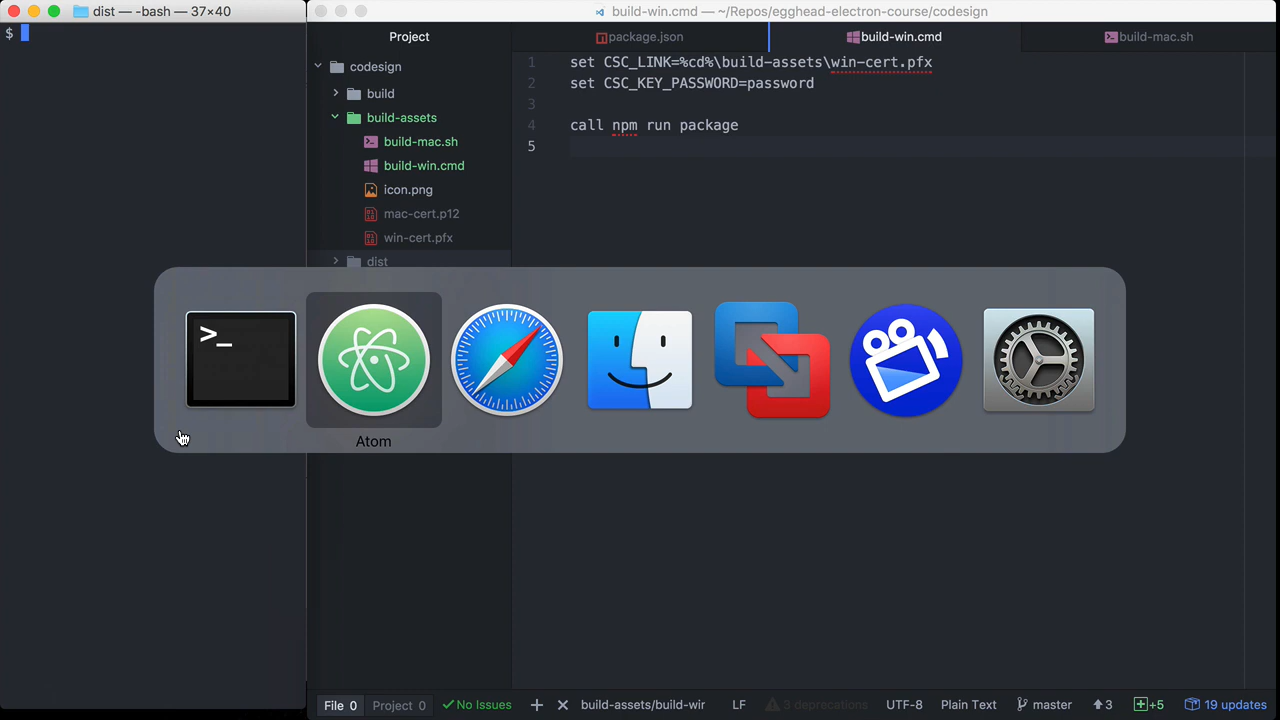 dist — -bash — 37×40
$
build-win.cmd — ~/Repos/egghead-electron-course/codesign
Project
package.json
build-win.cmd
build-mac.sh
codesign
build
build-assets
build-mac.sh
build-win.cmd
icon.png
mac-cert.p12
win-cert.pfx
dist
1 set CSC_LINK=%cd%\build-assets\win-cert.pfx
2 set CSC_KEY_PASSWORD=password
3
4 call npm run package
5
>_
Atom
File 0 Project 0 No Issues build-assets/build-wir LF 3 deprecations UTF-8 Plain Text master 3 +5 19 updates